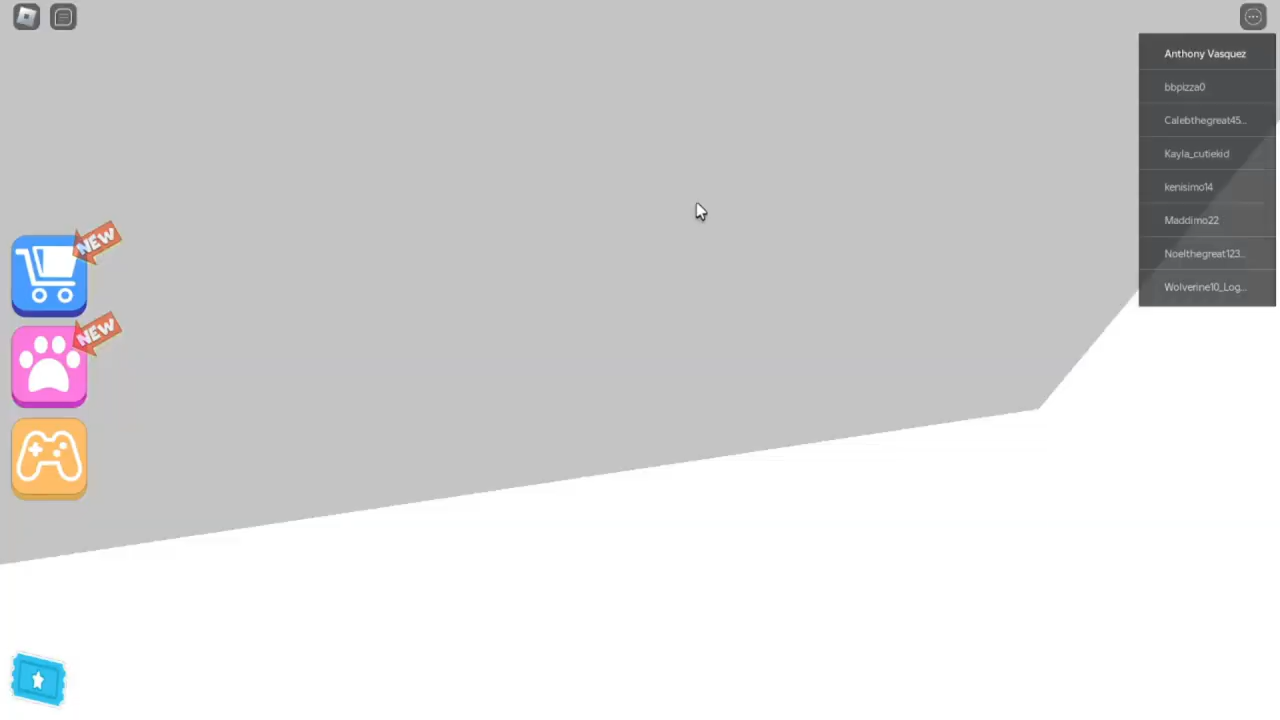 Anthony Vasquez
bbpizza0
Calebthegreat45...
Kayla_cutiekid
kenisimo14
Maddimo22
Noelthegreat123...
Wolverine10_Log...
NEW
NEW